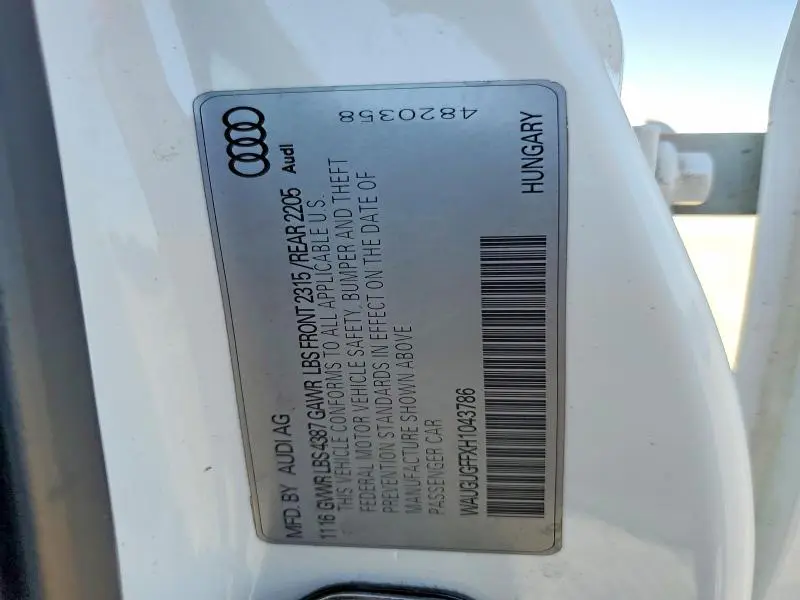 MFD. BY AUDI AG
11 16 GVWR LBS 4387 GAWR LBS FRONT 2315 / REAR 2205
THIS VEHICLE CONFORMS TO ALL APPLICABLE U.S.
FEDERAL MOTOR VEHICLE SAFETY, BUMPER AND THEFT
PREVENTION STANDARDS IN EFFECT ON THE DATE OF
MANUFACTURE SHOWN ABOVE
PASSENGER CAR
WAUGUGFFXH1043786
Audi
4820358
HUNGARY